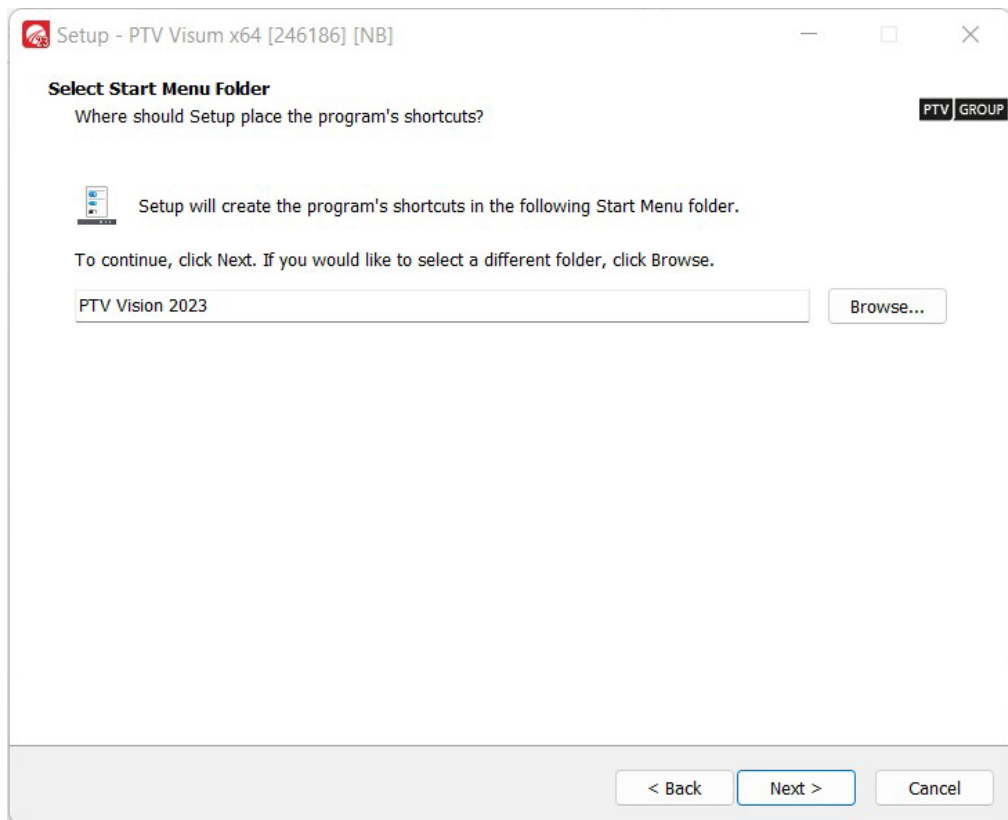 Setup - PTV Visum x64 [246186] [NB]
Select Start Menu Folder
Where should Setup place the program's shortcuts?
PTV GROUP
Setup will create the program's shortcuts in the following Start Menu folder.
To continue, click Next. If you would like to select a different folder, click Browse.
PTV Vision 2023
Browse...
< Back
Next >
Cancel